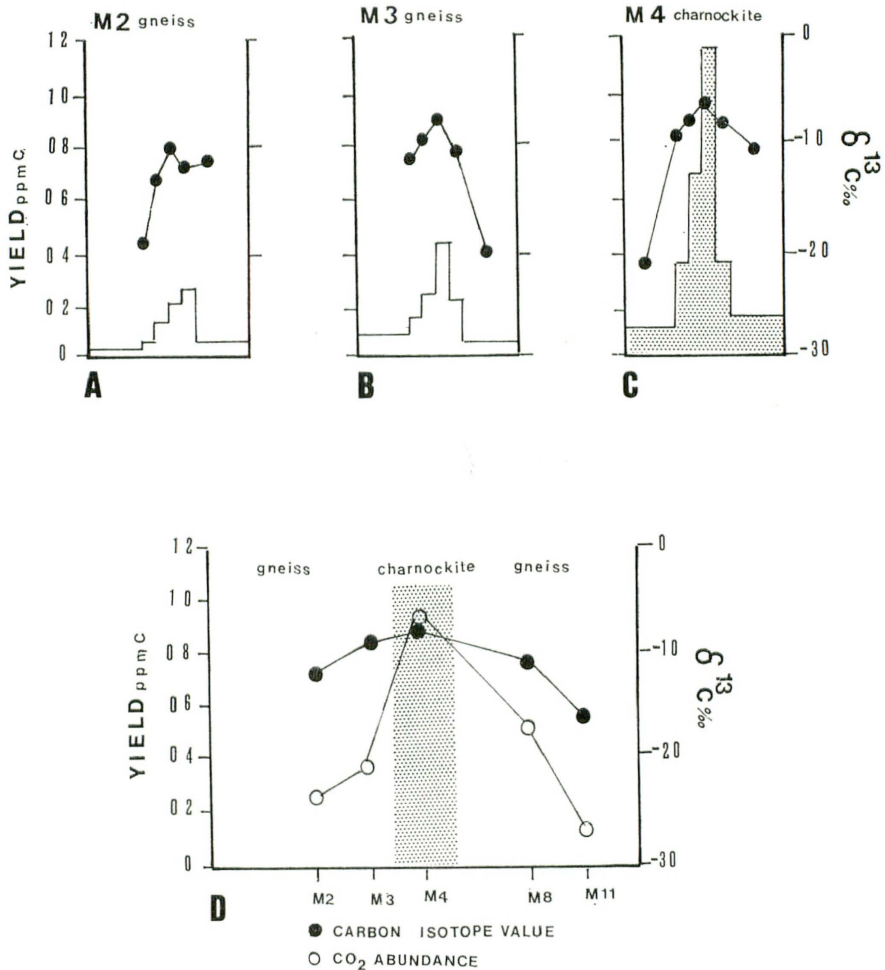 M2 gneiss
M3 gneiss
M4 charnockite
YIELD ppmC.
12
10
08
06
04
02
0
A
B
C
-0
-10
-20
-30
δ13C‰
gneiss
charnockite
gneiss
YIELD ppmC
12
10
08
06
04
02
0
0
-10
-20
-30
δ13C‰
D
M2
M3
M4
M8
M11
CARBON ISOTOPE VALUE
CO2 ABUNDANCE